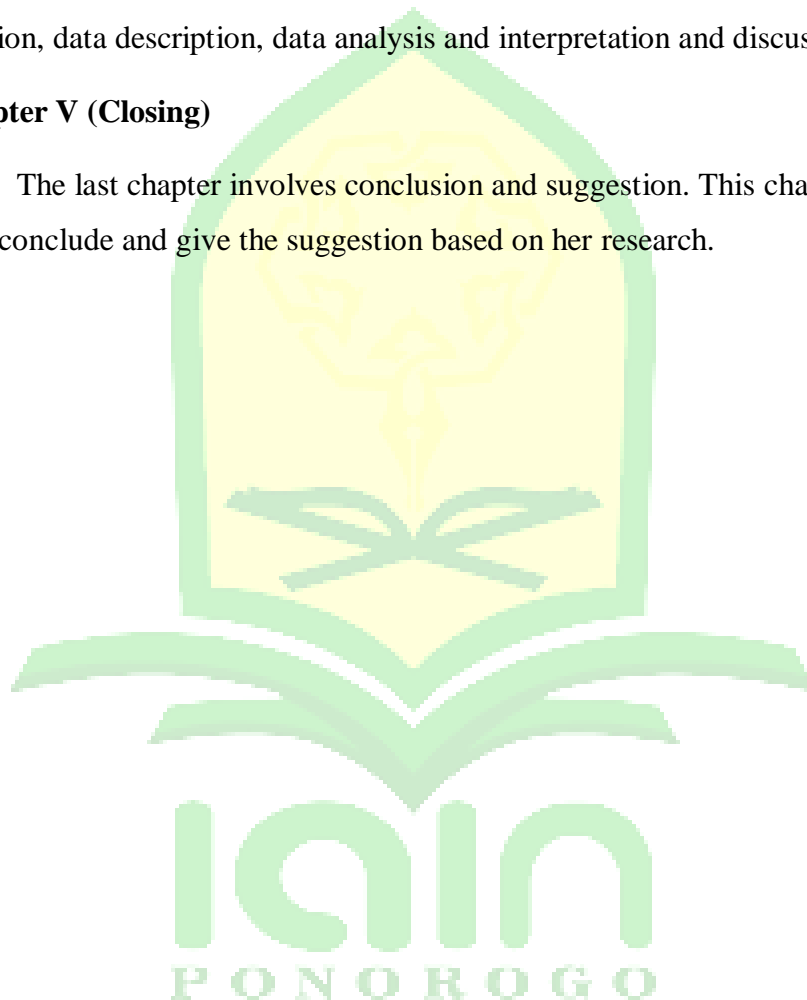 ion, data description, data analysis and interpretation and discus
pter V (Closing)
The last chapter involves conclusion and suggestion. This cha
conclude and give the suggestion based on her research.
iain
PONOROGO